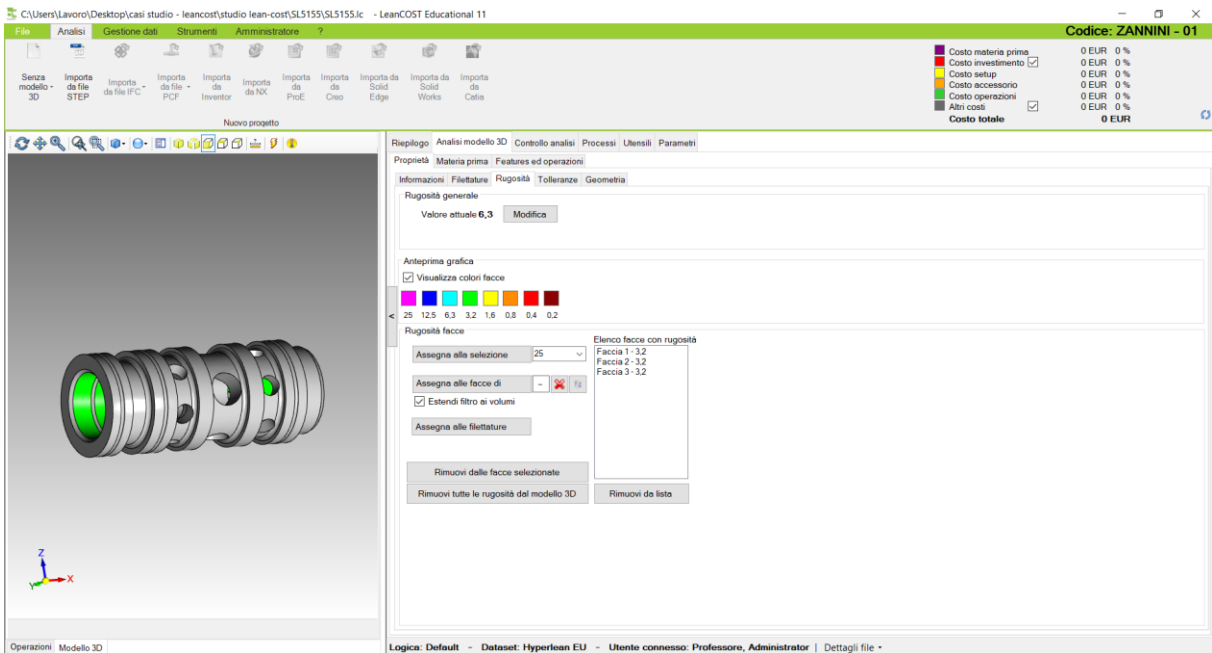 C:\Users\Lavoro\Desktop\casi studio - leancost\studio lean-cost\SL5155\SL5155.lc - LeanCOST Educational 11
File Analisi Gestione dati Strumenti Amministratore ? Codice: ZANNINI - 01
Senza modello 3D
Importa da file STEP
Importa da file IFC
Importa da file PCF
Importa da Inventor
Importa da NX
Importa da ProE
Importa da Creo
Importa da Solid Edge
Importa da Solid Works
Importa da Catia
Nuovo progetto
Costo materia prima 0 EUR 0 %
Costo investimento 0 EUR 0 %
Costo setup 0 EUR 0 %
Costo accessorio 0 EUR 0 %
Costo operazioni 0 EUR 0 %
Altri costi 0 EUR 0 %
Costo totale 0 EUR
Riepilogo Analisi modello 3D Controllo analisi Processi Utensili Parametri
Proprietà Materia prima Features ed operazioni
Informazioni Filettature Rugosità Tolleranze Geometria
Rugosità generale
Valore attuale 6,3 Modifica
Anteprima grafica
Visualizza colori facce
25 12,5 6,3 3,2 1,6 0,8 0,4 0,2
<
Rugosità facce
Elenco facce con rugosità
Assegna alla selezione 25
Faccia 1 - 3,2
Faccia 2 - 3,2
Faccia 3 - 3,2
Assegna alle facce di -
Estendi filtro ai volumi
Assegna alle filettature
Rimuovi dalle facce selezionate
Rimuovi tutte le rugosità dal modello 3D Rimuovi da lista
Z
Y X
Operazioni Modello 3D
Logica: Default - Dataset: Hyperlean EU - Utente connesso: Professore, Administrator | Dettagli file